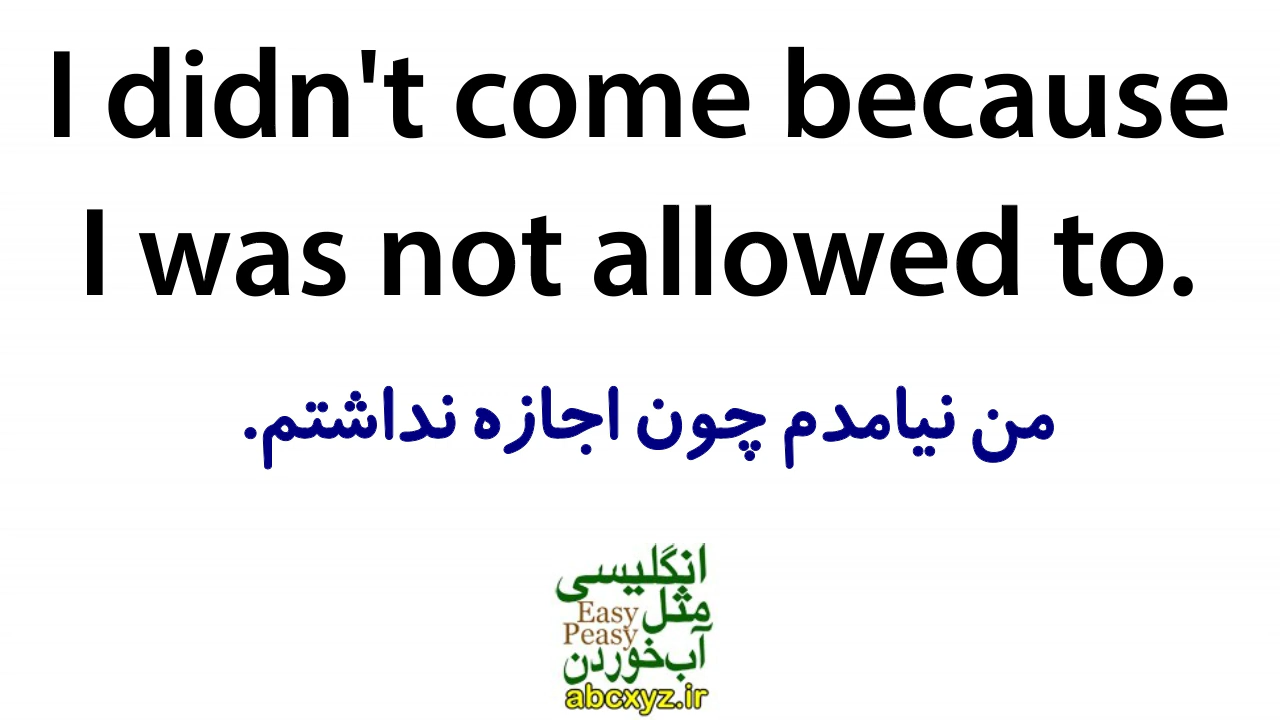 I didn't come because
I was not allowed to.
من نیامدم چون اجازه نداشتم.
انگلیسی
مثل Easy
Peasy
آب‌خوردن
abcxyz.ir